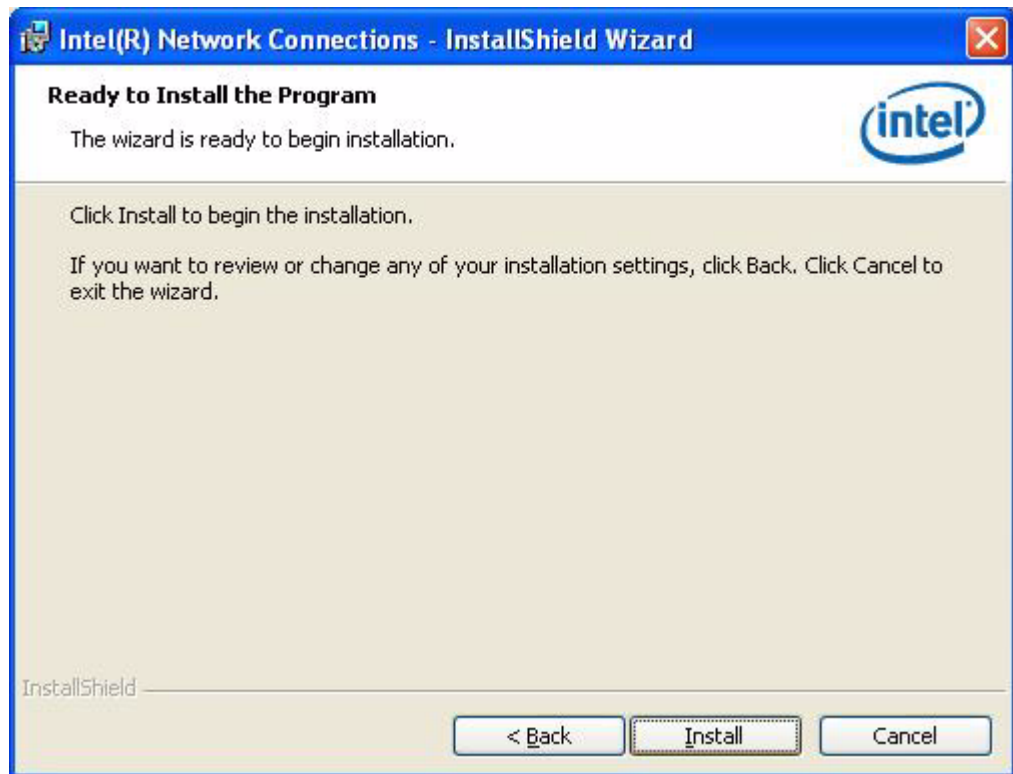 Intel(R) Network Connections - InstallShield Wizard
Ready to Install the Program
The wizard is ready to begin installation.
intel
Click Install to begin the installation.
If you want to review or change any of your installation settings, click Back. Click Cancel to
exit the wizard.
InstallShield
< Back
Install
Cancel